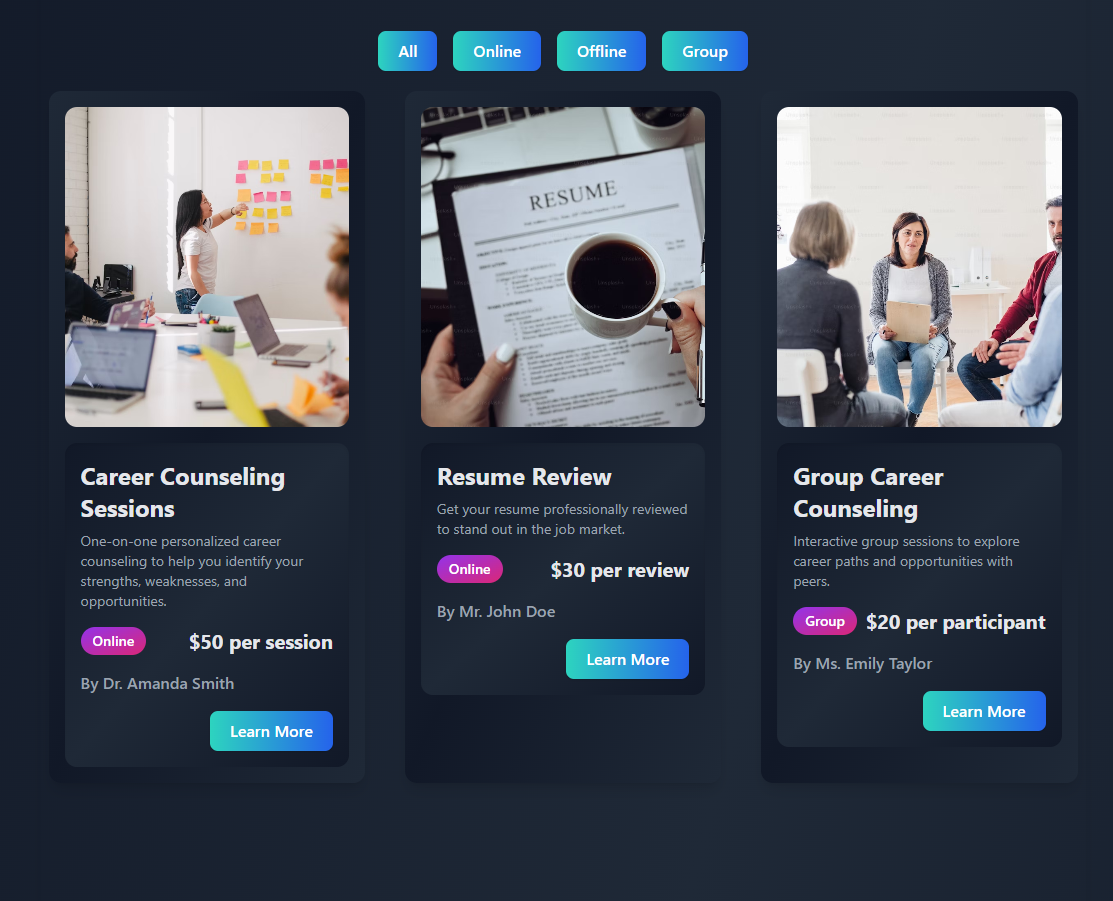 All
Online
Offline
Group
RESUME
Career Counseling
Sessions
One-on-one personalized career
counseling to help you identify your
strengths, weaknesses, and
opportunities.
Online
$50 per session
By Dr. Amanda Smith
Learn More
Resume Review
Get your resume professionally reviewed
to stand out in the job market.
Online
$30 per review
By Mr. John Doe
Learn More
Group Career
Counseling
Interactive group sessions to explore
career paths and opportunities with
peers.
Group
$20 per participant
By Ms. Emily Taylor
Learn More